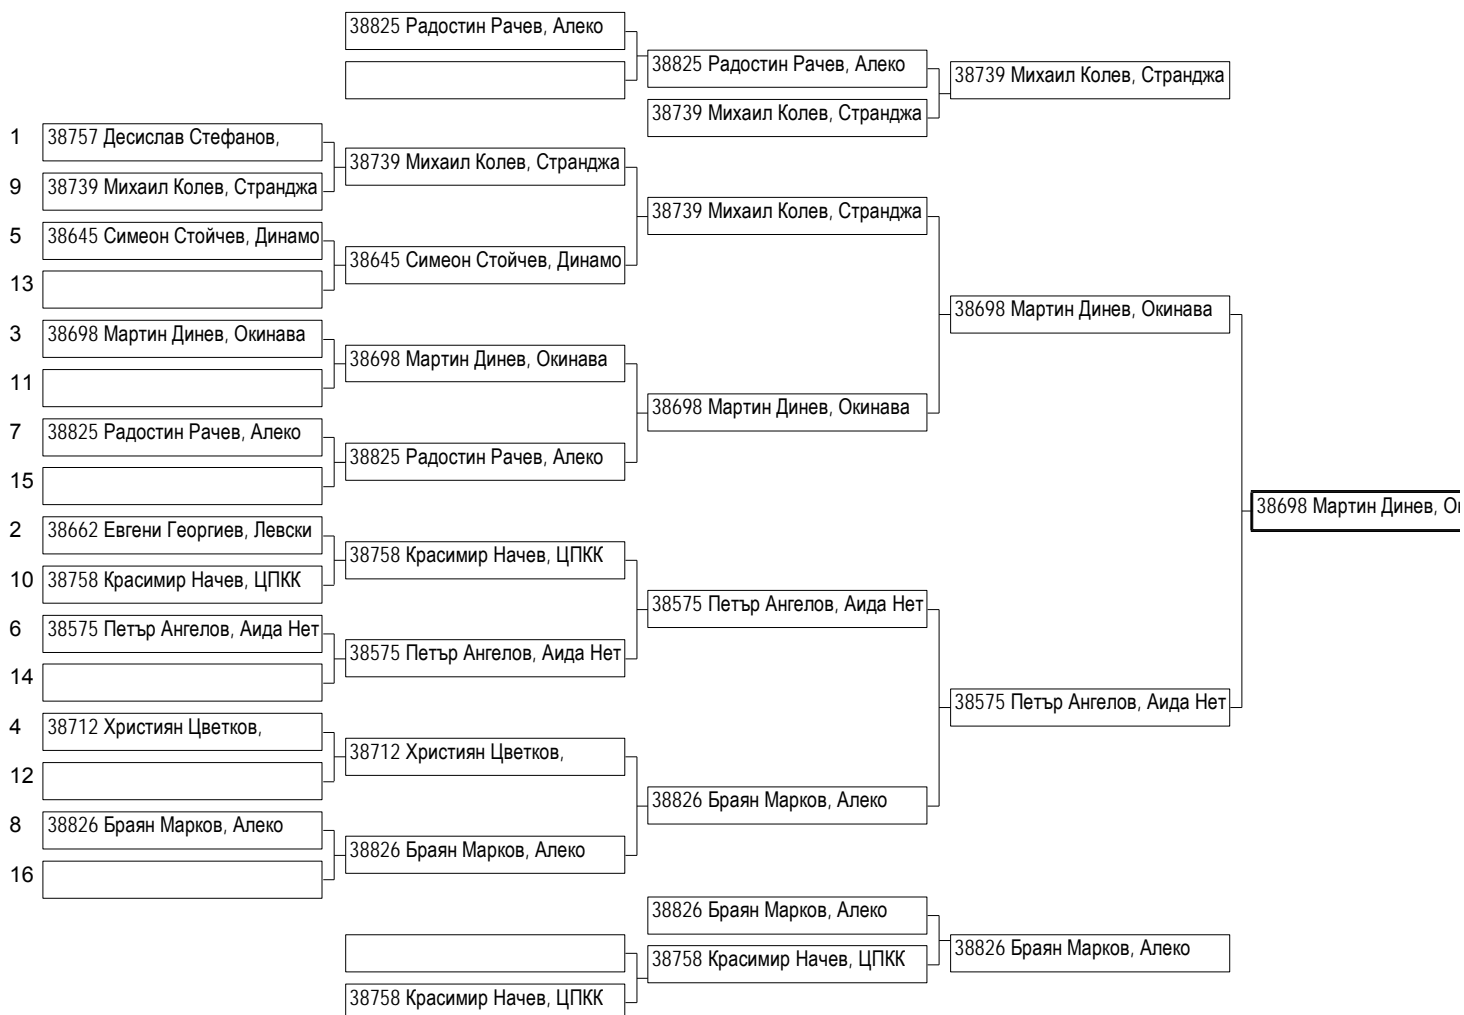 38825 Радостин Рачев, Алеко
38825 Радостин Рачев, Алеко
38739 Михаил Колев, Странджа
38739 Михаил Колев, Странджа
1 38757 Десислав Стефанов,
38739 Михаил Колев, Странджа
9 38739 Михаил Колев, Странджа
38739 Михаил Колев, Странджа
5 38645 Симеон Стойчев, Динамо
38645 Симеон Стойчев, Динамо
13
38698 Мартин Динев, Окинава
3 38698 Мартин Динев, Окинава
38698 Мартин Динев, Окинава
11
38698 Мартин Динев, Окинава
7 38825 Радостин Рачев, Алеко
38825 Радостин Рачев, Алеко
15
38698 Мартин Динев, Ок
2 38662 Евгени Георгиев, Левски
38758 Красимир Начев, ЦПКК
10 38758 Красимир Начев, ЦПКК
38575 Петър Ангелов, Аида Нет
6 38575 Петър Ангелов, Аида Нет
38575 Петър Ангелов, Аида Нет
14
38575 Петър Ангелов, Аида Нет
4 38712 Християн Цветков,
38712 Християн Цветков,
12
38826 Браян Марков, Алеко
8 38826 Браян Марков, Алеко
38826 Браян Марков, Алеко
16
38826 Браян Марков, Алеко
38826 Браян Марков, Алеко
38758 Красимир Начев, ЦПКК
38758 Красимир Начев, ЦПКК